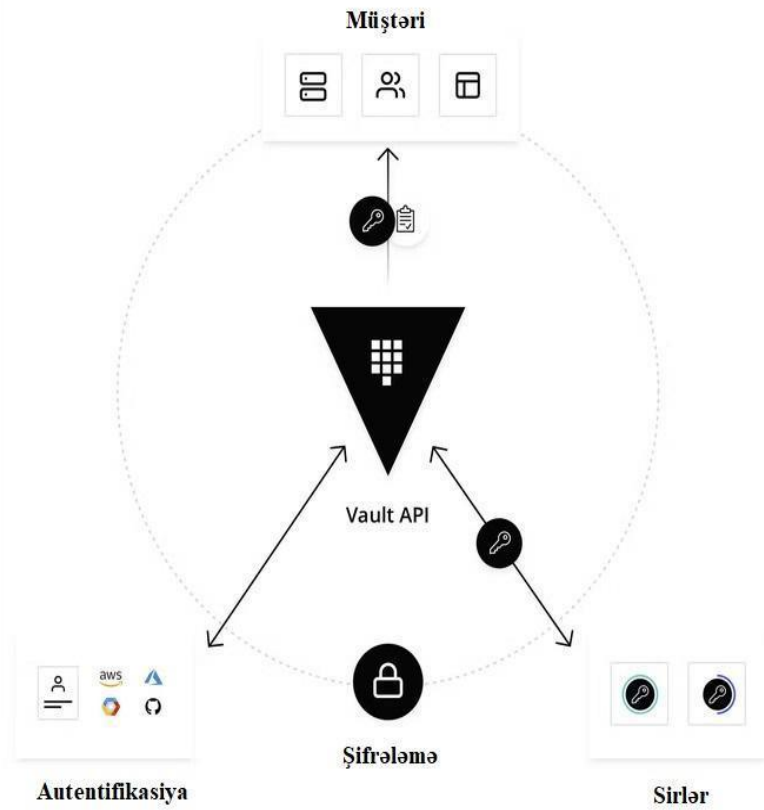 Müştəri
Vault API
aws
Şifrələmə
Autentifikasiya
Sirlər